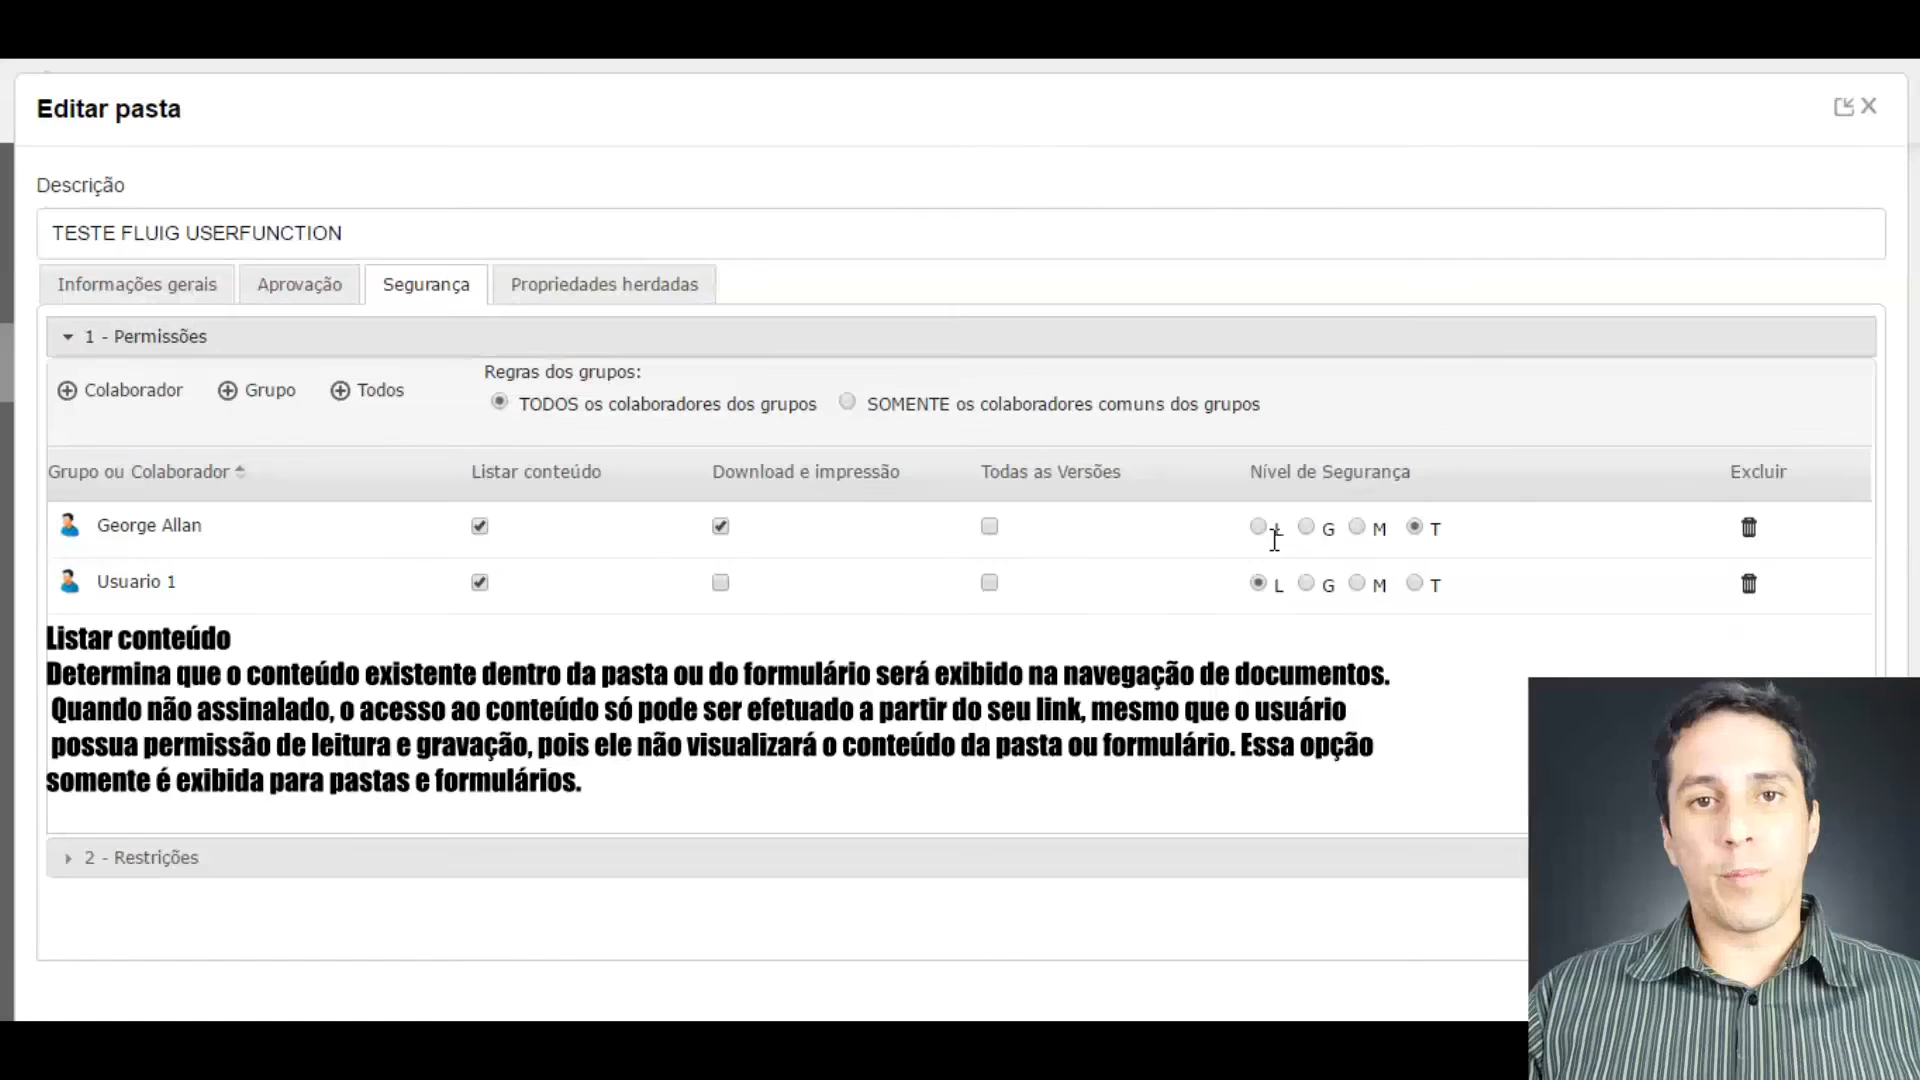 Editar pasta
Descrição
TESTE FLUIG USERFUNCTION
Informações gerais Aprovação Segurança Propriedades herdadas
1 - Permissões
Colaborador Grupo Todos
Regras dos grupos:
TODOS os colaboradores dos grupos SOMENTE os colaboradores comuns dos grupos
Grupo ou Colaborador Listar conteúdo Download e impressão Todas as Versões Nível de Segurança Excluir
George Allan L G M T
Usuario 1 L G M T
Listar conteúdo
Determina que o conteúdo existente dentro da pasta ou do formulário será exibido na navegação de documentos.
Quando não assinalado, o acesso ao conteúdo só pode ser efetuado a partir do seu link, mesmo que o usuário
possua permissão de leitura e gravação, pois ele não visualizará o conteúdo da pasta ou formulário. Essa opção
somente é exibida para pastas e formulários.
2 - Restrições